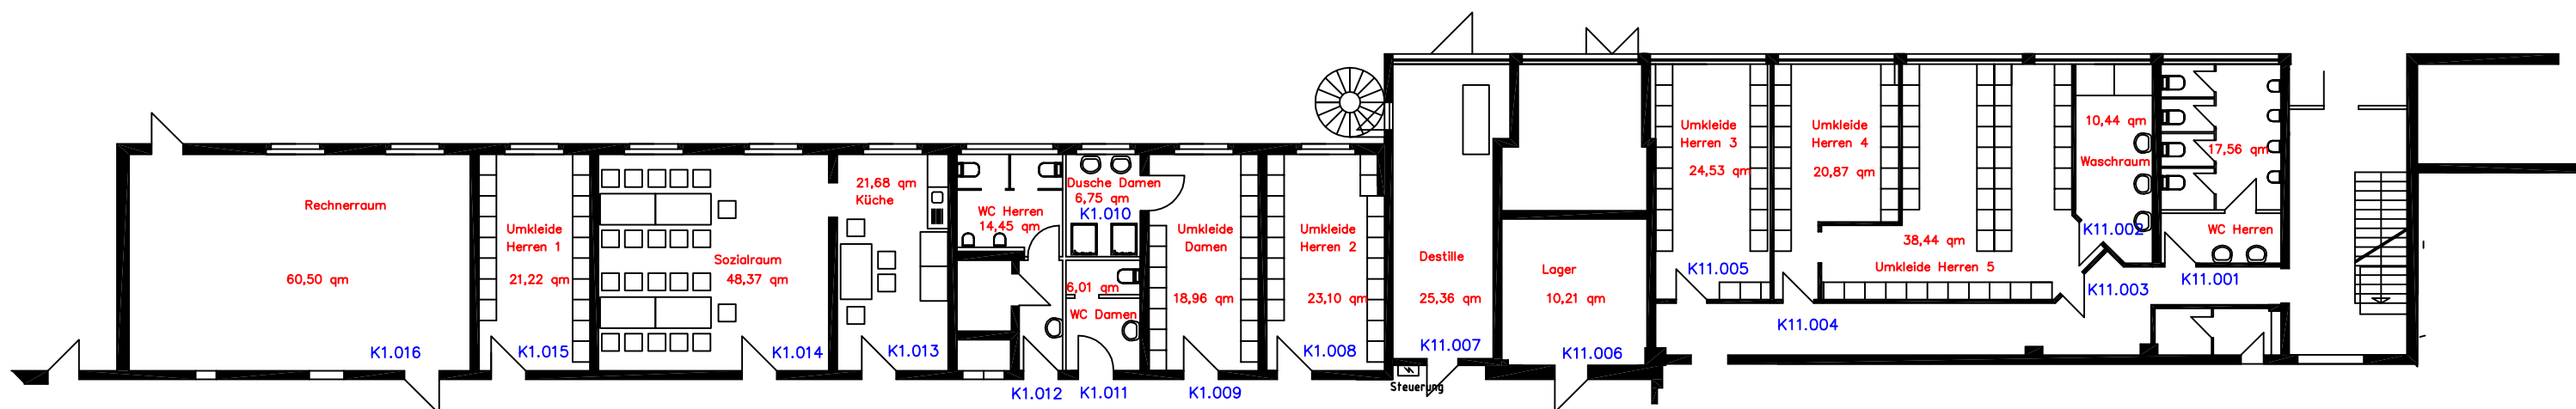 Rechnerraum
60,50 qm
K1.016
Umkleide
Herren 1
21,22 qm
K1.015
Sozialraum
48,37 qm
K1.014
21,68 qm
Küche
K1.013
WC Herren
14,45 qm
K1.012
Dusche Damen
6,75 qm
K1.010
6,01 qm
WC Damen
K1.011
Umkleide
Damen
18,96 qm
K1.009
Umkleide
Herren 2
23,10 qm
K1.008
Destille
25,36 qm
K11.007
Steuerung
Lager
10,21 qm
K11.006
Umkleide
Herren 3
24,53 qm
K11.005
Umkleide
Herren 4
20,87 qm
K11.004
38,44 qm
Umkleide Herren 5
K11.003
10,44 qm
Waschraum
K11.002
17,56 qm
WC Herren
K11.001